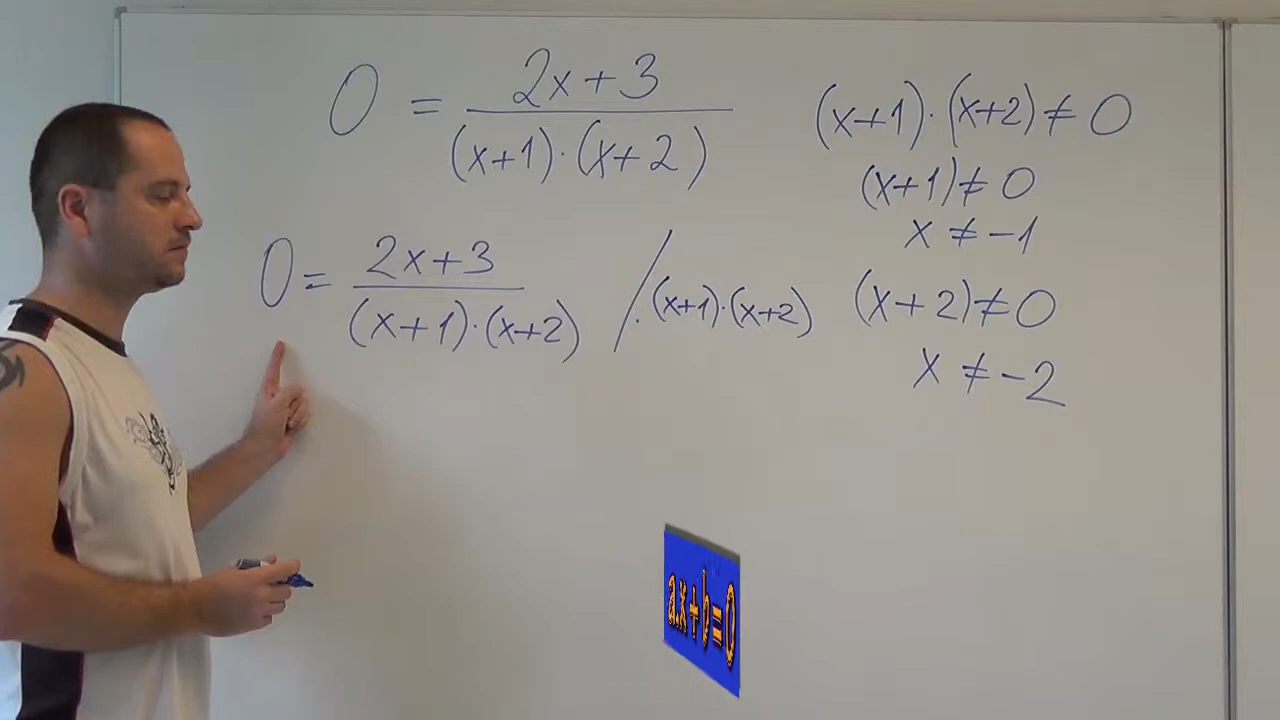 0 = (2x+3)/((x+1)·(x+2))
(x+1)·(x+2) ≠ 0
(x+1) ≠ 0
x ≠ -1
0 = (2x+3)/((x+1)·(x+2)) / ·(x+1)·(x+2)
(x+2) ≠ 0
x ≠ -2
a.x+b=0